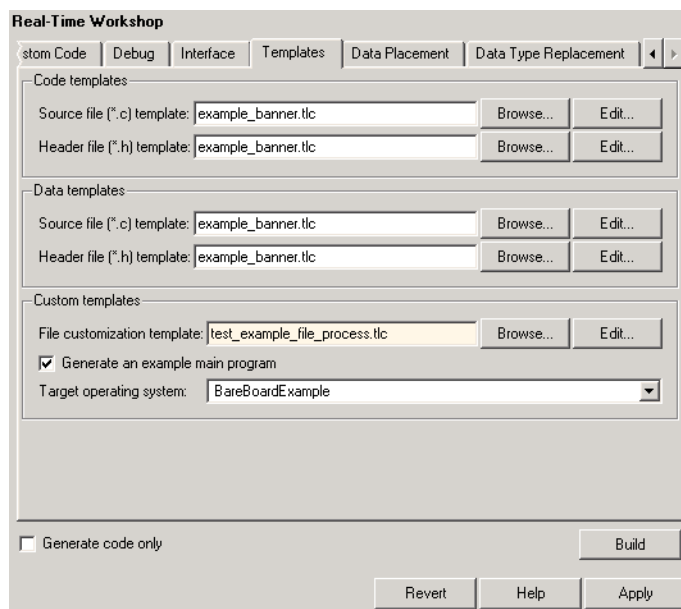 Real-Time Workshop
stom Code Debug Interface Templates Data Placement Data Type Replacement
Code templates
Source file (*.c) template: example_banner.tlc Browse... Edit...
Header file (*.h) template: example_banner.tlc Browse... Edit...
Data templates
Source file (*.c) template: example_banner.tlc Browse... Edit...
Header file (*.h) template: example_banner.tlc Browse... Edit...
Custom templates
File customization template: test_example_file_process.tlc Browse... Edit...
Generate an example main program
Target operating system: BareBoardExample
Generate code only Build
Revert Help Apply